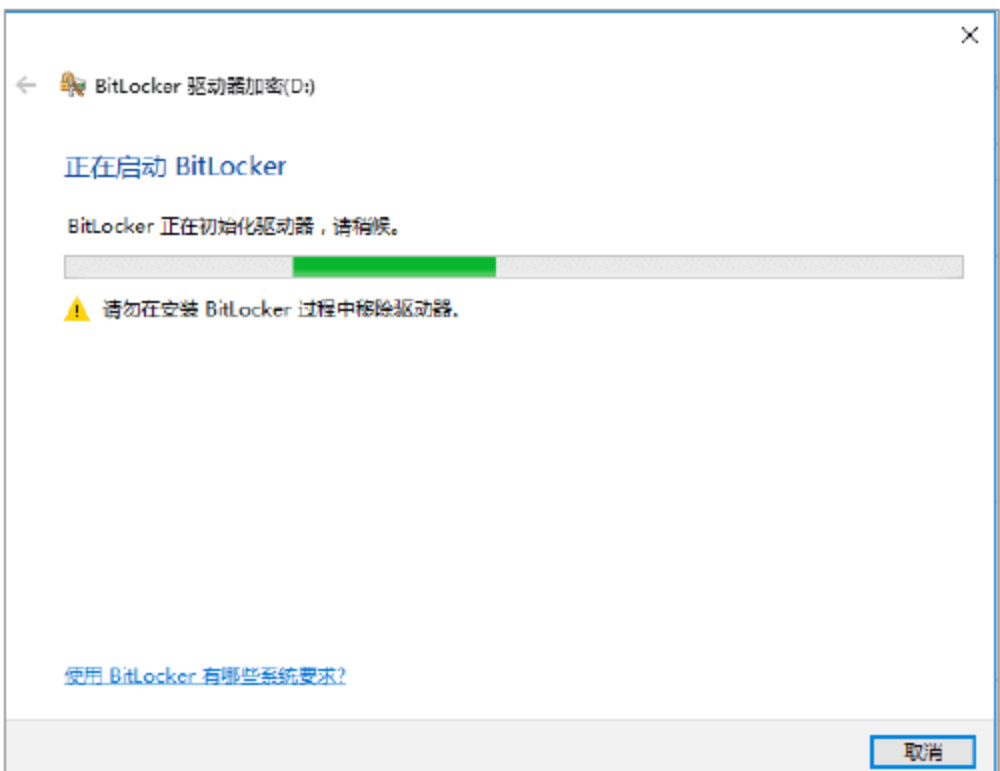 BitLocker 驱动器加密(D:)
正在启动 BitLocker
BitLocker 正在初始化驱动器，请稍候。
请勿在安装 BitLocker 过程中移除驱动器。
使用 BitLocker 有哪些系统要求?
取消